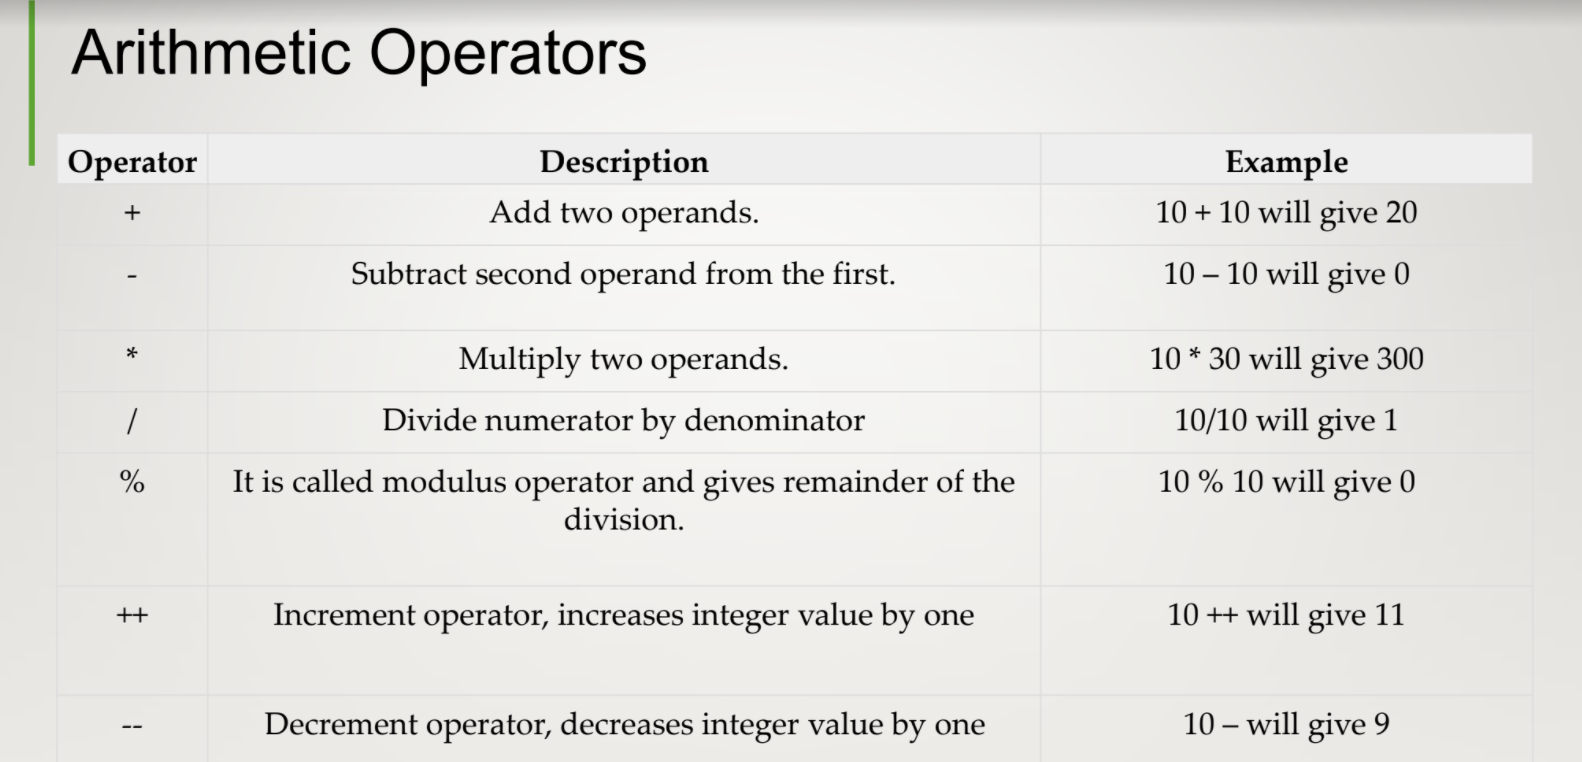 Arithmetic Operators
Operator Description Example
+ Add two operands. 10 + 10 will give 20
- Subtract second operand from the first. 10 – 10 will give 0
* Multiply two operands. 10 * 30 will give 300
/ Divide numerator by denominator 10/10 will give 1
% It is called modulus operator and gives remainder of the 10 % 10 will give 0
division.
++ Increment operator, increases integer value by one 10 ++ will give 11
-- Decrement operator, decreases integer value by one 10 – will give 9